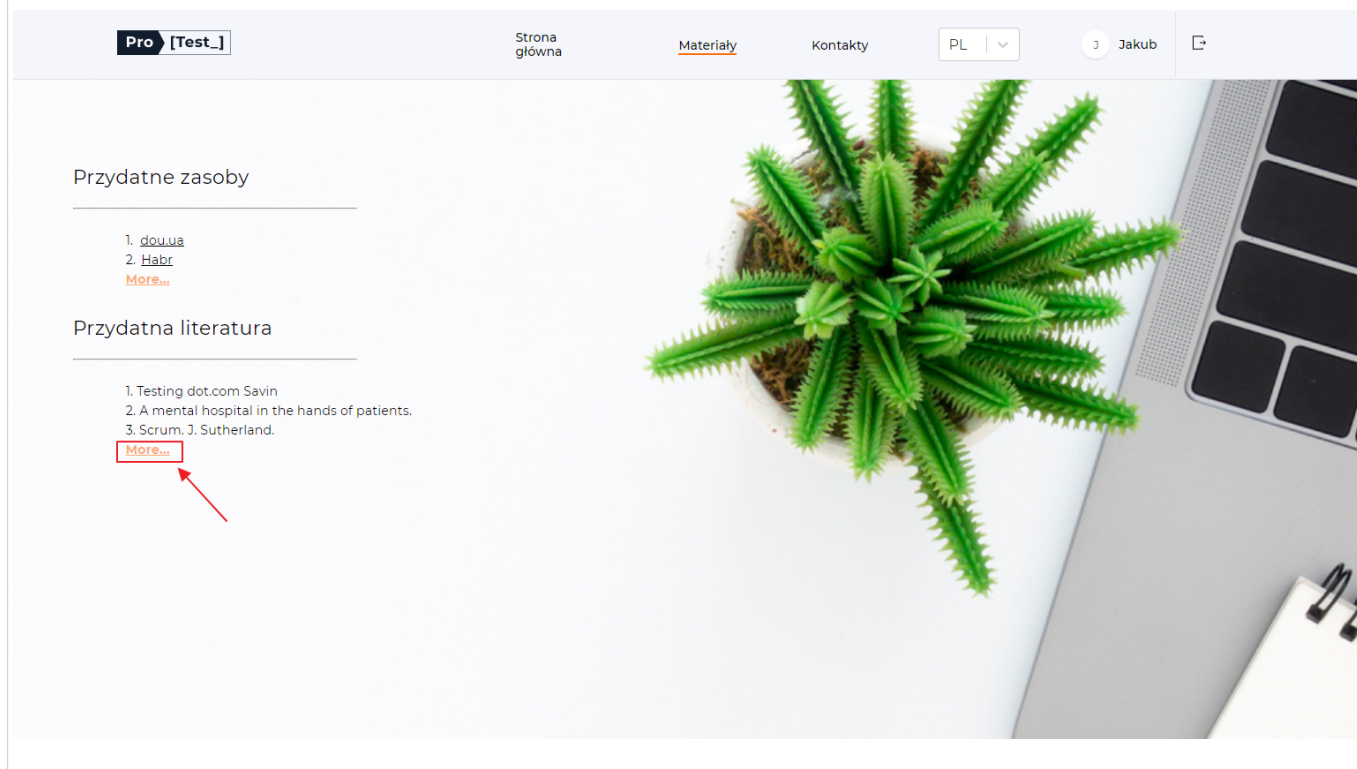 Pro [Test_]
Strona
główna
Materiały
Kontakty
PL
J
Jakub
Przydatne zasoby
1. dou.ua
2. Habr
More...
Przydatna literatura
1. Testing dot.com Savin
2. A mental hospital in the hands of patients.
3. Scrum. J. Sutherland.
More...